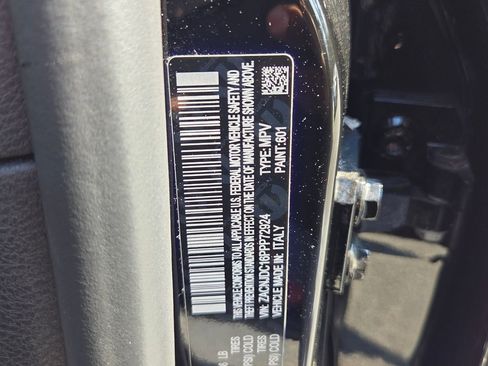 THIS VEHICLE CONFORMS TO ALL APPLICABLE U.S. FEDERAL MOTOR VEHICLE SAFETY AND
THEFT PREVENTION STANDARDS IN EFFECT ON THE DATE OF MANUFACTURE SHOWN ABOVE.
VIN: TYPE: MPV
VEHICLE MADE IN: ITALY PAINT: 601
LB
TIRES
PSI) COLD
TIRES
PSI) COLD